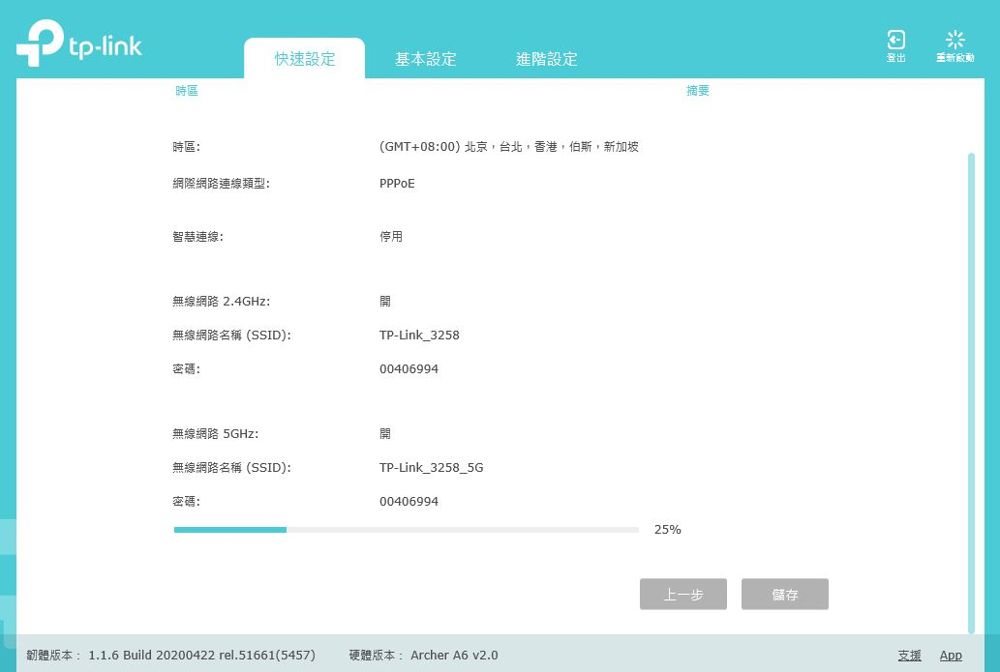 tp-link
快速設定 基本設定 進階設定 登出 重新啟動
時區 摘要
時區: (GMT+08:00) 北京，台北，香港，伯斯，新加坡
網際網路連線類型: PPPoE
智慧連線: 停用
無線網路 2.4GHz: 開
無線網路名稱 (SSID): TP-Link_3258
密碼: 00406994
無線網路 5GHz: 開
無線網路名稱 (SSID): TP-Link_3258_5G
密碼: 00406994
25%
上一步 儲存
韌體版本： 1.1.6 Build 20200422 rel.51661(5457) 硬體版本： Archer A6 v2.0 支援 App